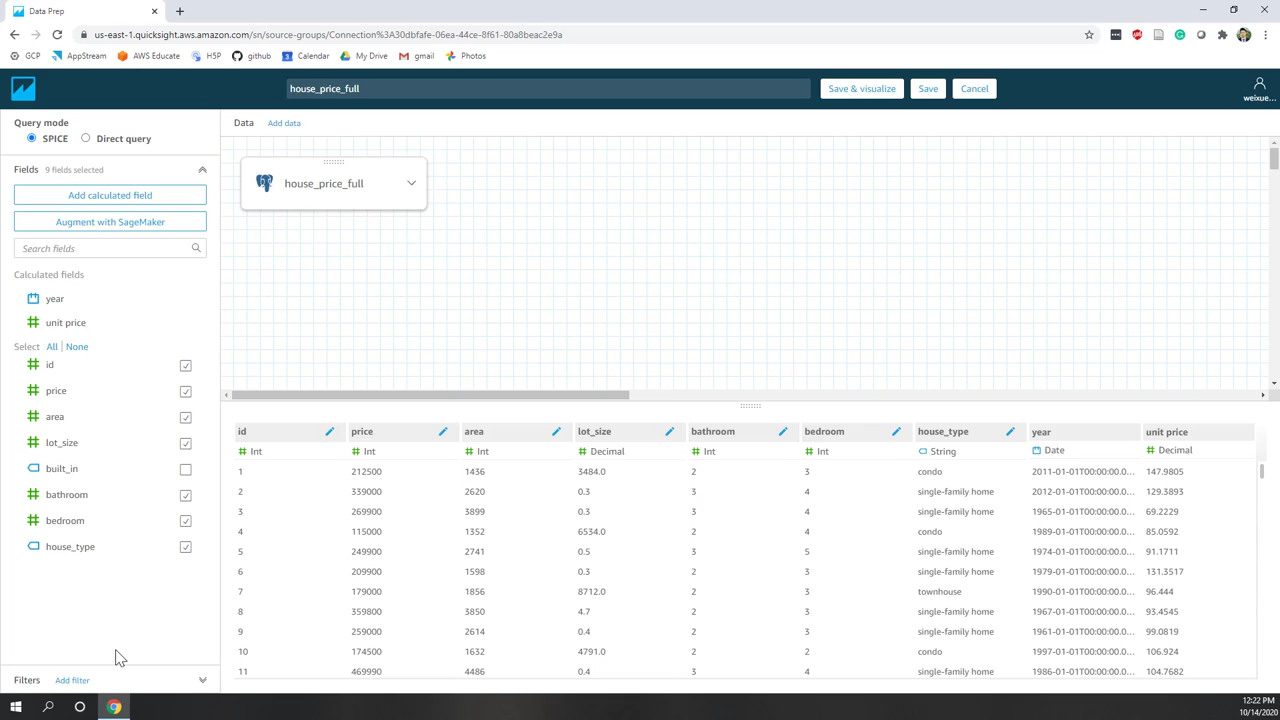 Data Prep
us-east-1.quicksight.aws.amazon.com/sn/source-groups/Connection%3A30dbfafe-06ea-44ce-8f61-80a8beac2e9a
GCP AppStream AWS Educate H5P github Calendar My Drive gmail Photos
house_price_full Save & visualize Save Cancel weixue...
Query mode
SPICE Direct query
Data Add data
Fields 9 fields selected
Add calculated field
Augment with SageMaker
Search fields
Calculated fields
year
unit price
Select All | None
id
price
area
lot_size
built_in
bathroom
bedroom
house_type
Filters Add filter
house_price_full
id price area lot_size bathroom bedroom house_type year unit price
Int Int Int Decimal Int Int String Date Decimal
1 212500 1436 3484.0 2 3 condo 2011-01-01T00:00:00.0... 147.9805
2 339000 2620 0.3 3 4 single-family home 2012-01-01T00:00:00.0... 129.3893
3 269900 3899 0.3 3 4 single-family home 1965-01-01T00:00:00.0... 69.2229
4 115000 1352 6534.0 2 4 condo 1989-01-01T00:00:00.0... 85.0592
5 249900 2741 0.5 3 5 single-family home 1974-01-01T00:00:00.0... 91.1711
6 209900 1598 0.3 2 3 single-family home 1979-01-01T00:00:00.0... 131.3517
7 179000 1856 8712.0 2 3 townhouse 1990-01-01T00:00:00.0... 96.444
8 359800 3850 4.7 2 3 single-family home 1967-01-01T00:00:00.0... 93.4545
9 259000 2614 0.4 2 3 single-family home 1961-01-01T00:00:00.0... 99.0819
10 174500 1632 4791.0 2 2 condo 1997-01-01T00:00:00.0... 106.924
11 469990 4486 0.4 3 4 single-family home 1986-01-01T00:00:00.0... 104.7682
12:22 PM
10/14/2020